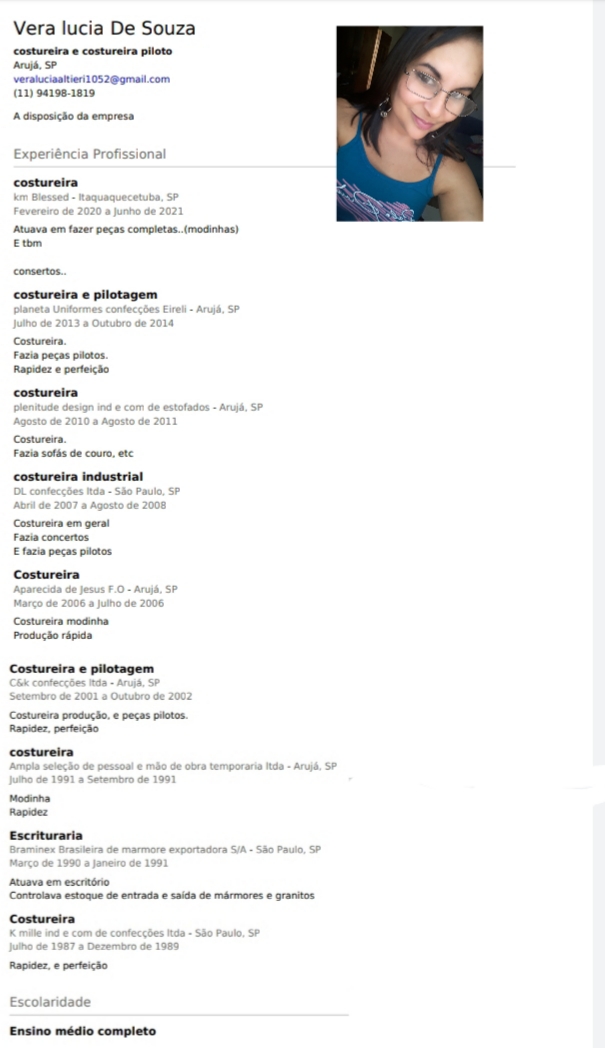 Vera lucia De Souza
costureira e costureira piloto
Arujá, SP
veraluciaaltieri1052@gmail.com
(11) 94198-1819
A disposição da empresa
Experiência Profissional
costureira
km Blessed - Itaquaquecetuba, SP
Fevereiro de 2020 a Junho de 2021
Atuava em fazer peças completas..(modinhas)
E tbm
consertos..
costureira e pilotagem
planeta Uniformes confecções Eireli - Arujá, SP
Julho de 2013 a Outubro de 2014
Costureira.
Fazia peças pilotos.
Rapidez e perfeição
costureira
plenitude design ind e com de estofados - Arujá, SP
Agosto de 2010 a Agosto de 2011
Costureira.
Fazia sofás de couro, etc
costureira industrial
DL confecções ltda - São Paulo, SP
Abril de 2007 a Agosto de 2008
Costureira em geral
Fazia concertos
E fazia peças pilotos
Costureira
Aparecida de Jesus F.O - Arujá, SP
Março de 2006 a Julho de 2006
Costureira modinha
Produção rápida
Costureira e pilotagem
C&k confecções ltda - Arujá, SP
Setembro de 2001 a Outubro de 2002
Costureira produção, e peças pilotos.
Rapidez, perfeição
costureira
Ampla seleção de pessoal e mão de obra temporaria ltda - Arujá, SP
Julho de 1991 a Setembro de 1991
Modinha
Rapidez
Escrituraria
Braminex Brasileira de marmore exportadora S/A - São Paulo, SP
Março de 1990 a Janeiro de 1991
Atuava em escritório
Controlava estoque de entrada e saída de mármores e granitos
Costureira
K mille ind e com de confecções ltda - São Paulo, SP
Julho de 1987 a Dezembro de 1989
Rapidez, e perfeição
Escolaridade
Ensino médio completo